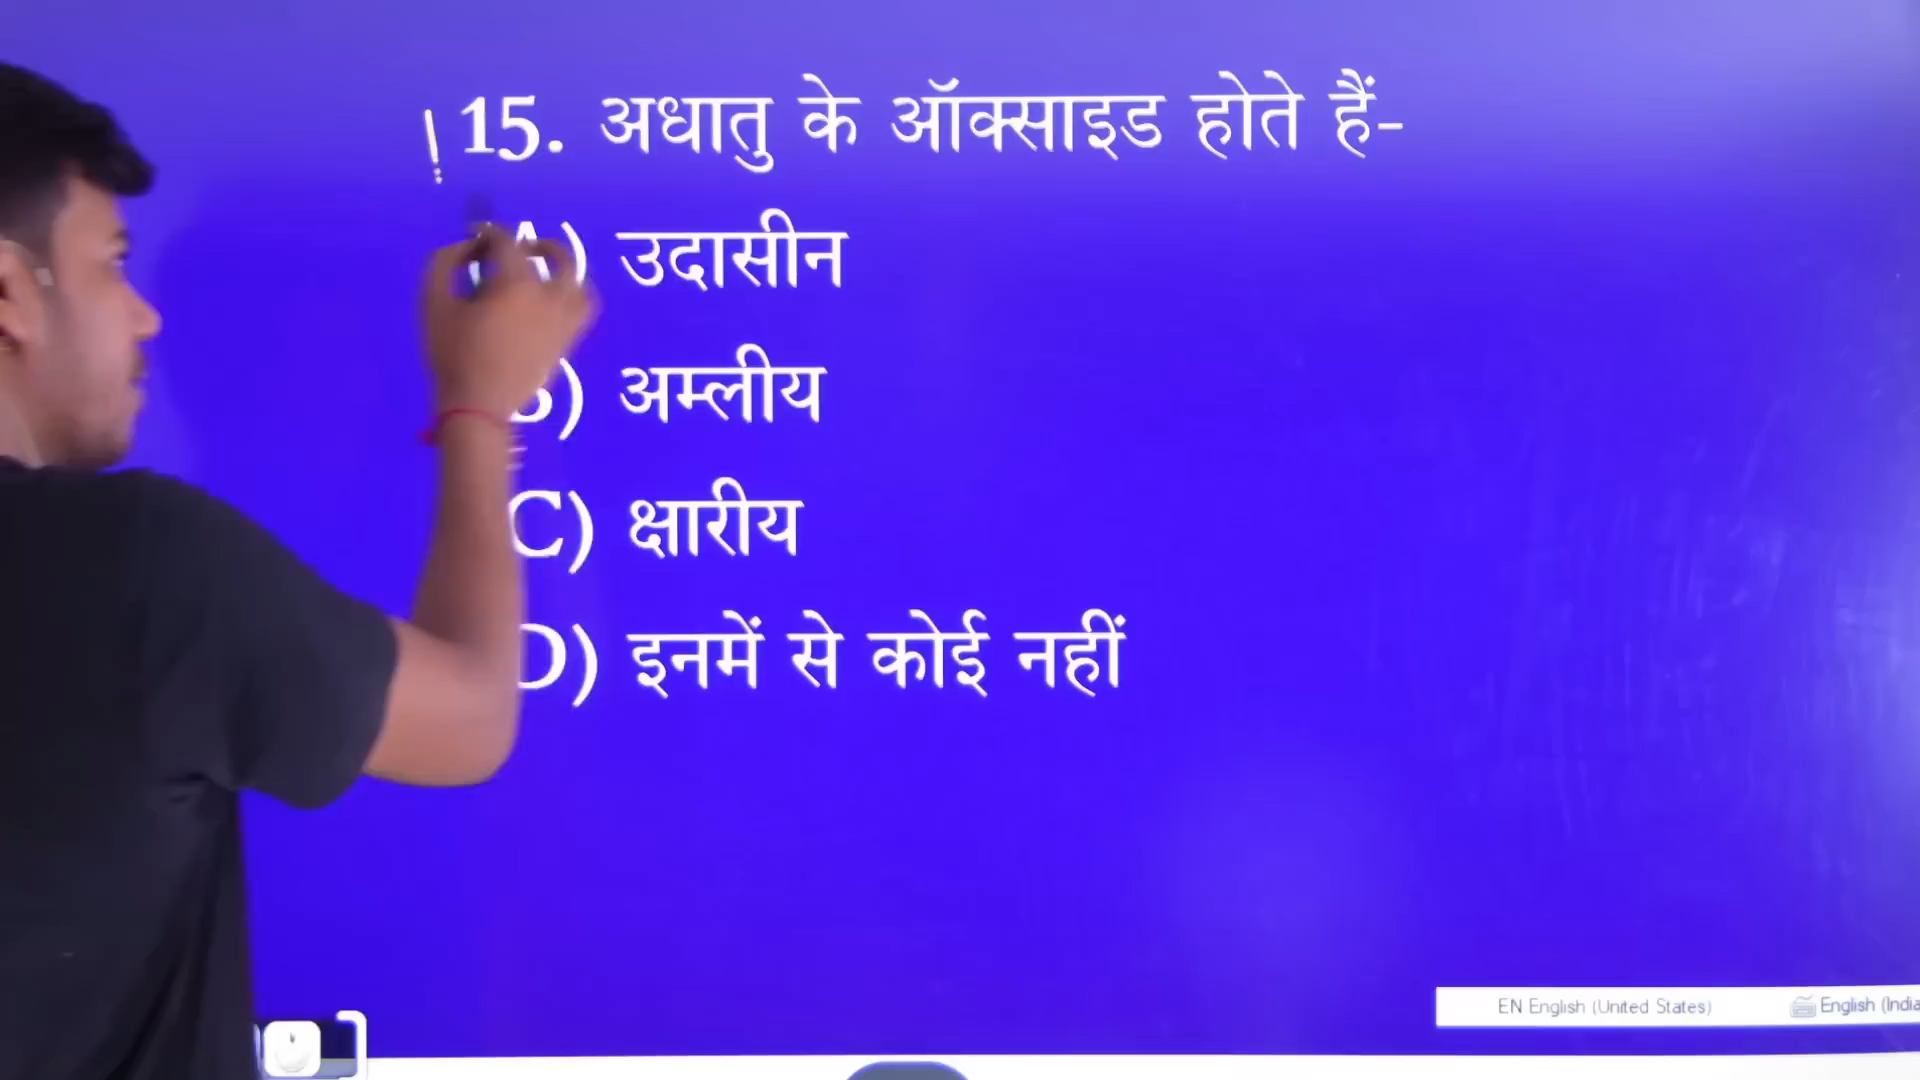 15. अधातु के ऑक्साइड होते हैं-
A) उदासीन
B) अम्लीय
C) क्षारीय
D) इनमें से कोई नहीं
EN English (United States)
English (India